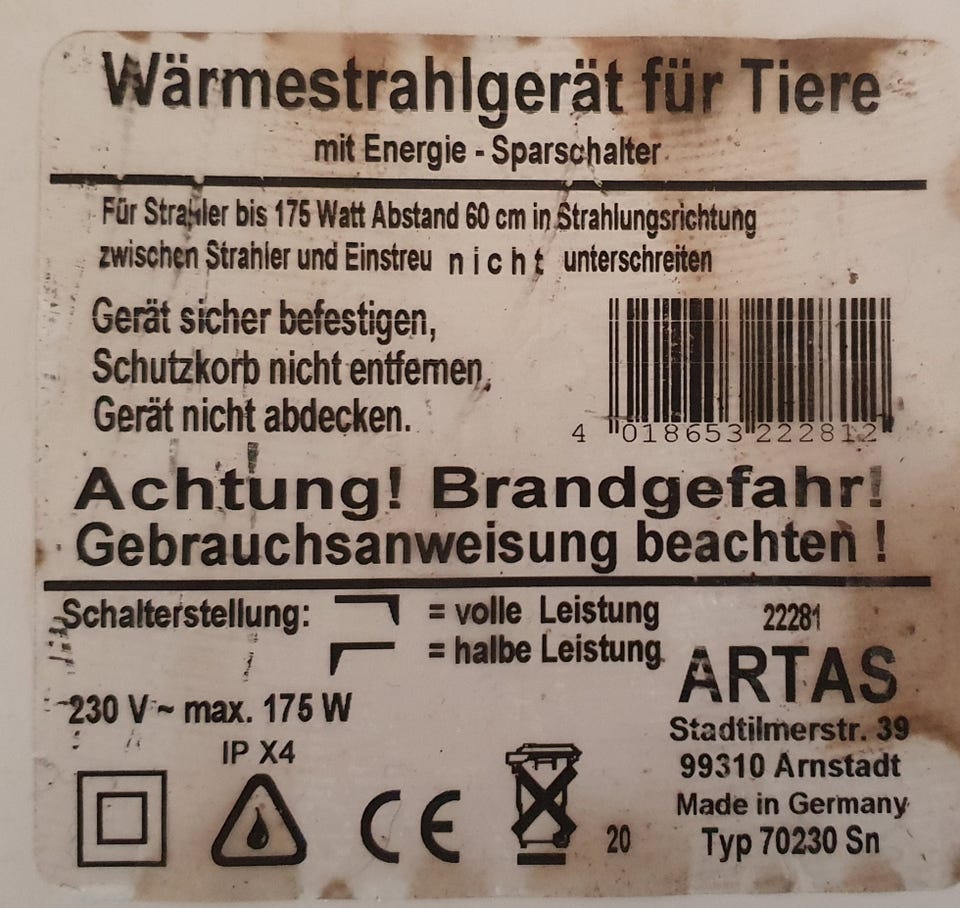 Wärmestrahlgerät für Tiere
mit Energie - Sparschalter
Für Strahler bis 175 Watt Abstand 60 cm in Strahlungsrichtung
zwischen Strahler und Einstreu nicht unterschreiten
Gerät sicher befestigen,
Schutzkorb nicht entfernen,
Gerät nicht abdecken.
4 018653 222812
Achtung! Brandgefahr!
Gebrauchsanweisung beachten !
Schalterstellung: = volle Leistung
= halbe Leistung
22281
ARTAS
Stadtilmerstr. 39
99310 Arnstadt
Made in Germany
Typ 70230 Sn
230 V ~ max. 175 W
IP X4
CE
20